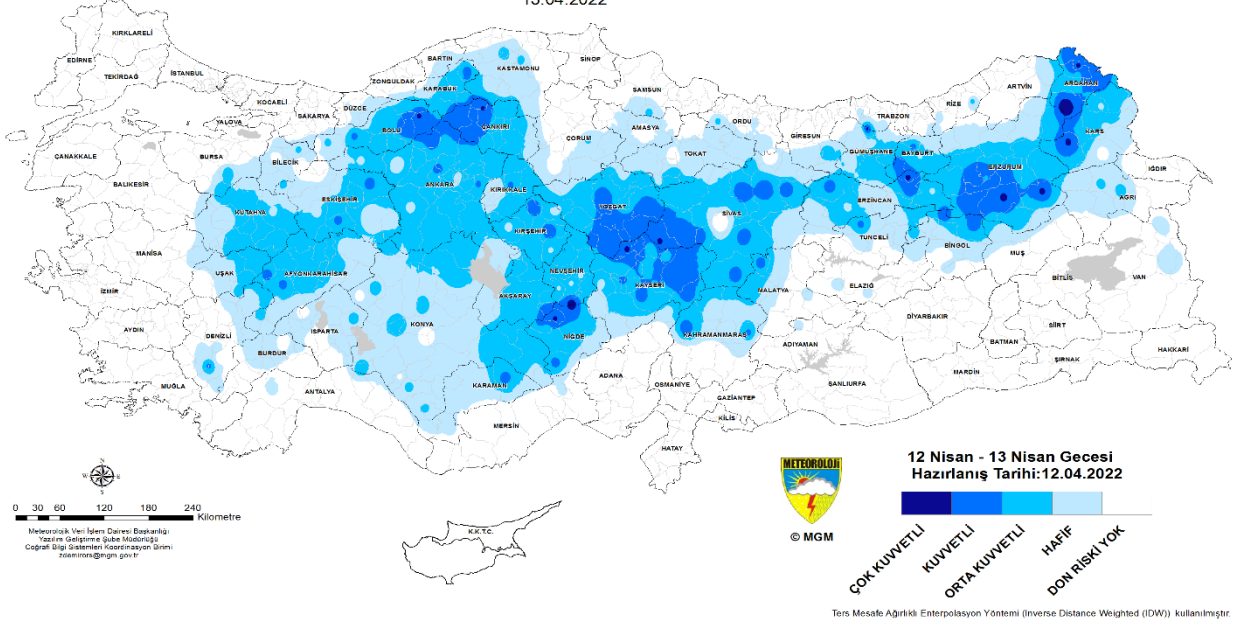 13.04.2022
KIRKLARELİ
EDİRNE
TEKİRDAĞ
İSTANBUL
KOCAELİ
YALOVA
SAKARYA
DÜZCE
ZONGULDAK
BARTIN
KARABÜK
KASTAMONU
SİNOP
SAMSUN
ORDU
GİRESUN
TRABZON
RİZE
ARTVİN
ARDAHAN
KARS
BOLU
ÇANKIRI
ÇORUM
AMASYA
TOKAT
GÜMÜŞHANE
BAYBURT
ERZURUM
IĞDIR
AĞRI
ÇANAKKALE
BURSA
BİLECİK
BALIKESİR
ESKİŞEHİR
ANKARA
KIRIKKALE
YOZGAT
SİVAS
ERZİNCAN
KÜTAHYA
KIRŞEHİR
TUNCELİ
BİNGÖL
MUŞ
MANİSA
UŞAK
AFYONKARAHİSAR
NEVŞEHİR
KAYSERİ
MALATYA
ELAZIĞ
BİTLİS
VAN
İZMİR
AKSARAY
AYDIN
DENİZLİ
ISPARTA
KONYA
NİĞDE
KAHRAMANMARAŞ
ADIYAMAN
DİYARBAKIR
BATMAN
SİİRT
ŞIRNAK
HAKKARİ
BURDUR
MUĞLA
ANTALYA
KARAMAN
ADANA
OSMANİYE
GAZİANTEP
ŞANLIURFA
MARDİN
KİLİS
MERSİN
HATAY
K.K.T.C.
N
W
E
S
0 30 60 120 180 240
Kilometre
Meteorolojik Veri İşlem Dairesi Başkanlığı
Yazılım Geliştirme Şube Müdürlüğü
Coğrafi Bilgi Sistemleri Koordinasyon Birimi
zdemirors@mgm.gov.tr
METEOROLOJİ
© MGM
12 Nisan - 13 Nisan Gecesi
Hazırlanış Tarihi:12.04.2022
ÇOK KUVVETLİ
KUVVETLİ
ORTA KUVVETLİ
HAFİF
DON RİSKİ YOK
Ters Mesafe Ağırlıklı Enterpolasyon Yöntemi (Inverse Distance Weighted (IDW)) kullanılmıştır.